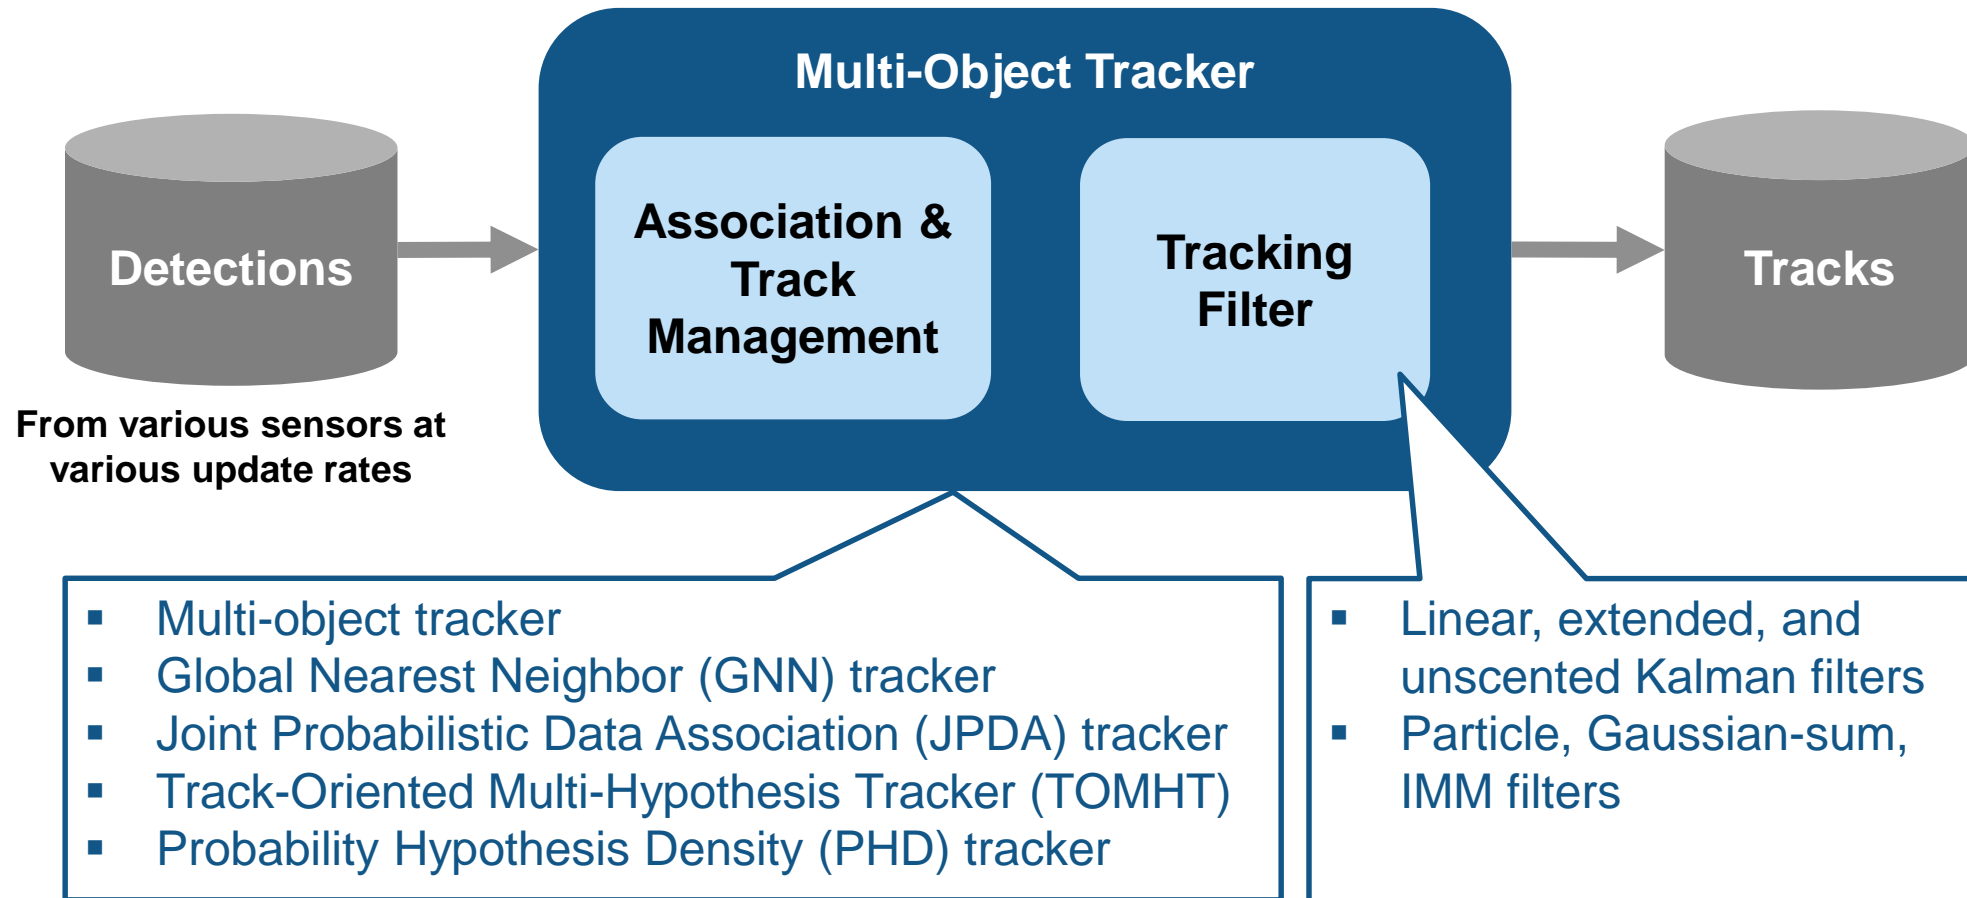 Multi-Object Tracker
Detections
Association &
Track
Management
Tracking
Filter
Tracks
From various sensors at
various update rates
▪ Multi-object tracker
▪ Global Nearest Neighbor (GNN) tracker
▪ Joint Probabilistic Data Association (JPDA) tracker
▪ Track-Oriented Multi-Hypothesis Tracker (TOMHT)
▪ Probability Hypothesis Density (PHD) tracker
▪ Linear, extended, and
unscented Kalman filters
▪ Particle, Gaussian-sum,
IMM filters